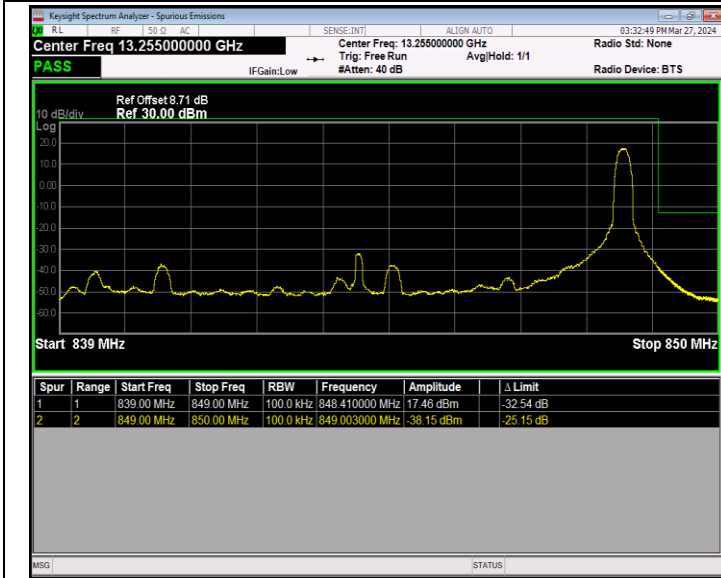 Keysight Spectrum Analyzer - Spurious Emissions
RL RF 50 Ω AC SENSE:INT ALIGN AUTO 03:32:49 PM Mar 27, 2024
Center Freq 13.255000000 GHz Center Freq: 13.255000000 GHz Radio Std: None
Trig: Free Run Avg|Hold: 1/1
PASS IFGain:Low #Atten: 40 dB Radio Device: BTS
Ref Offset 8.71 dB
10 dB/div Ref 30.00 dBm
Log
20.0
10.0
0.00
-10.0
-20.0
-30.0
-40.0
-50.0
-60.0
Start 839 MHz Stop 850 MHz
Spur Range Start Freq Stop Freq RBW Frequency Amplitude Δ Limit
1 1 839.00 MHz 849.00 MHz 100.0 kHz 848.410000 MHz 17.46 dBm -32.54 dB
2 2 849.00 MHz 850.00 MHz 100.0 kHz 849.003000 MHz -38.15 dBm -25.15 dB
MSG STATUS